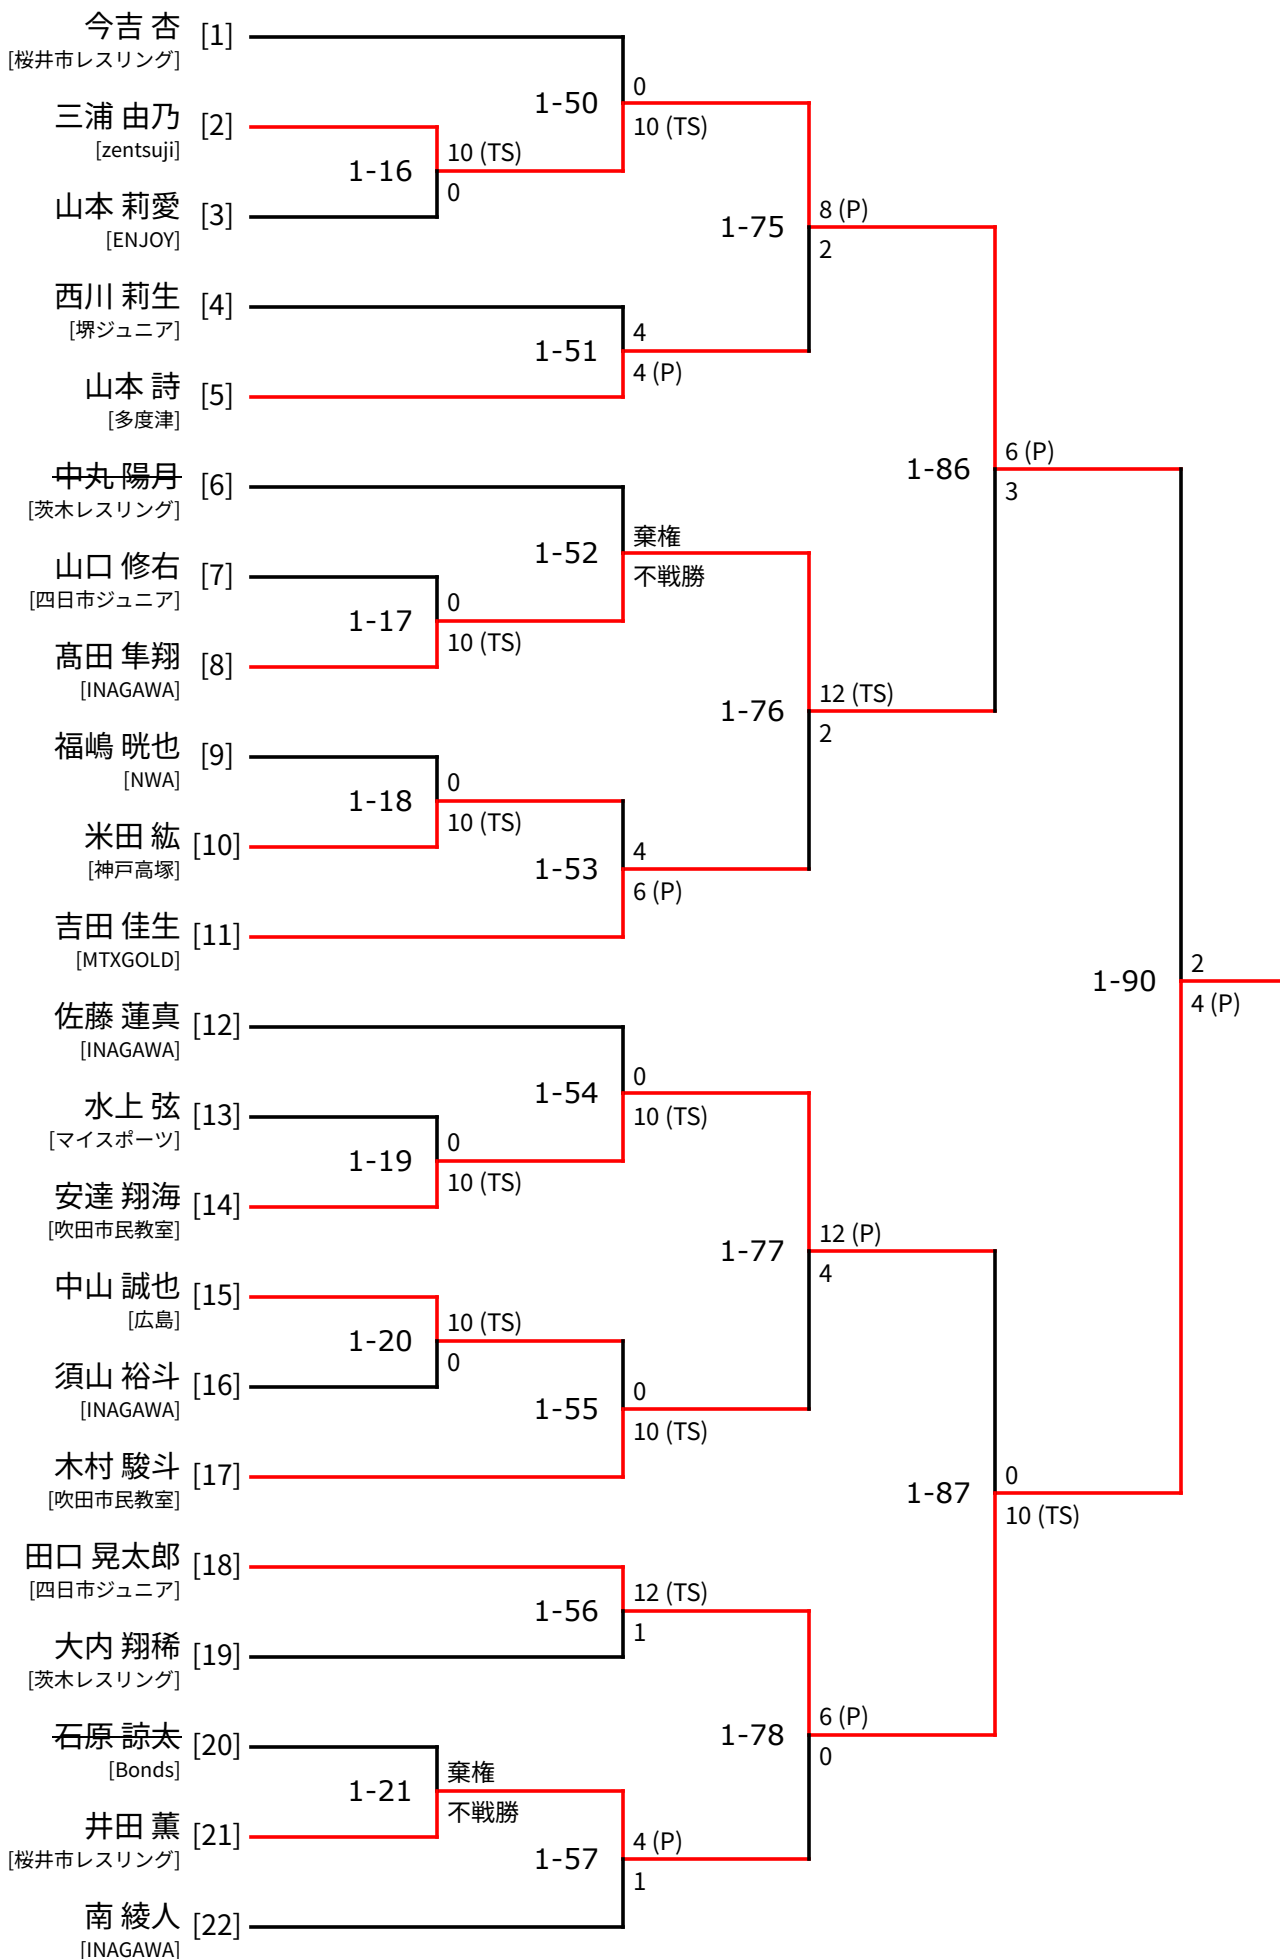 今吉 杏 [1]
[桜井市レスリング]
三浦 由乃 [2]
[zentsuji]
山本 莉愛 [3]
[ENJOY]
西川 莉生 [4]
[堺ジュニア]
山本 詩 [5]
[多度津]
中丸 陽月 [6]
[茨木レスリング]
山口 修右 [7]
[四日市ジュニア]
髙田 隼翔 [8]
[INAGAWA]
福嶋 晄也 [9]
[NWA]
米田 紘 [10]
[神戸高塚]
吉田 佳生 [11]
[MTXGOLD]
佐藤 蓮真 [12]
[INAGAWA]
水上 弦 [13]
[マイスポーツ]
安達 翔海 [14]
[吹田市民教室]
中山 誠也 [15]
[広島]
須山 裕斗 [16]
[INAGAWA]
木村 駿斗 [17]
[吹田市民教室]
田口 晃太郎 [18]
[四日市ジュニア]
大内 翔稀 [19]
[茨木レスリング]
石原 諒太 [20]
[Bonds]
井田 薫 [21]
[桜井市レスリング]
南 綾人 [22]
[INAGAWA]
1-16
10 (TS)
0
1-17
0
10 (TS)
1-18
0
10 (TS)
1-19
0
10 (TS)
1-20
10 (TS)
0
1-21
棄権
不戦勝
1-50
0
10 (TS)
1-51
4
4 (P)
1-52
棄権
不戦勝
1-53
4
6 (P)
1-54
0
10 (TS)
1-55
0
10 (TS)
1-56
12 (TS)
1
1-57
4 (P)
1
1-75
8 (P)
2
1-76
12 (TS)
2
1-77
12 (P)
4
1-78
6 (P)
0
1-86
6 (P)
3
1-87
0
10 (TS)
1-90
2
4 (P)